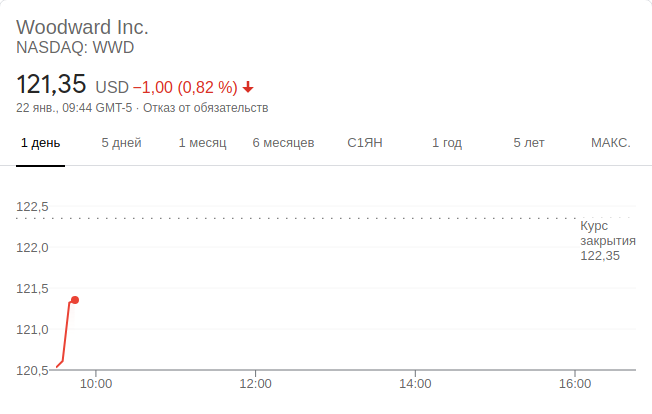 Woodward Inc.
NASDAQ: WWD
121,35 USD −1,00 (0,82 %)
22 янв., 09:44 GMT-5 · Отказ от обязательств
1 день 5 дней 1 месяц 6 месяцев С1ЯН 1 год 5 лет МАКС.
122,5
Курс
закрытия
122,35
122,0
121,5
121,0
120,5
10:00 12:00 14:00 16:00